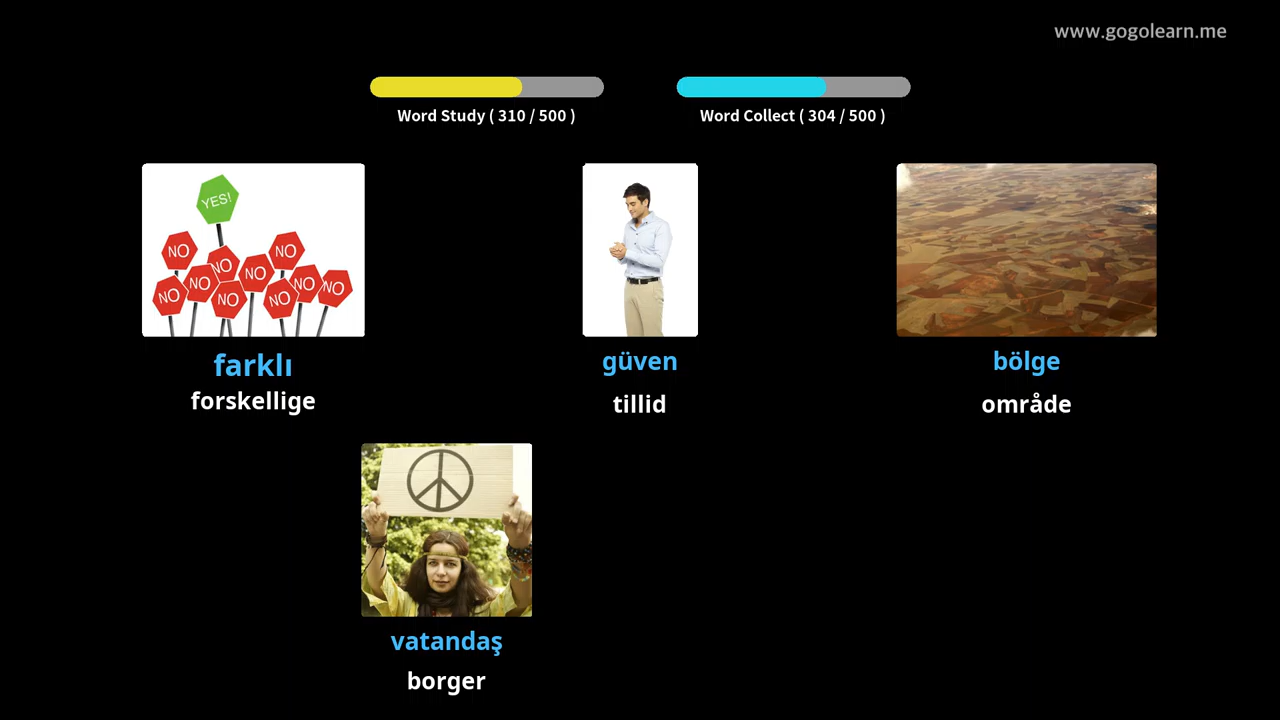 www.gogolearn.me
Word Study ( 310 / 500 )
Word Collect ( 304 / 500 )
YES!
NO
NO
NO
NO
NO
NO
NO
NO
NO
NO
farklı
forskellige
güven
tillid
bölge
område
vatandaş
borger